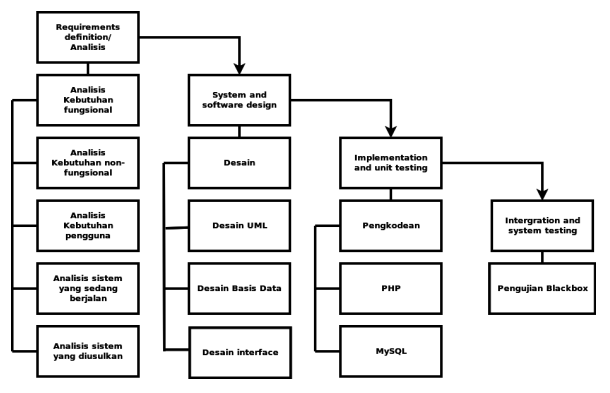 Requirements
definition/
Analisis
Analisis
Kebutuhan
fungsional
Analisis
Kebutuhan non-
fungsional
Analisis
Kebutuhan
pengguna
Analisis sistem
yang sedang
berjalan
Analisis sistem
yang diusulkan
System and
software design
Desain
Desain UML
Desain Basis Data
Desain interface
Implementation
and unit testing
Pengkodean
PHP
MySQL
Intergration and
system testing
Pengujian Blackbox